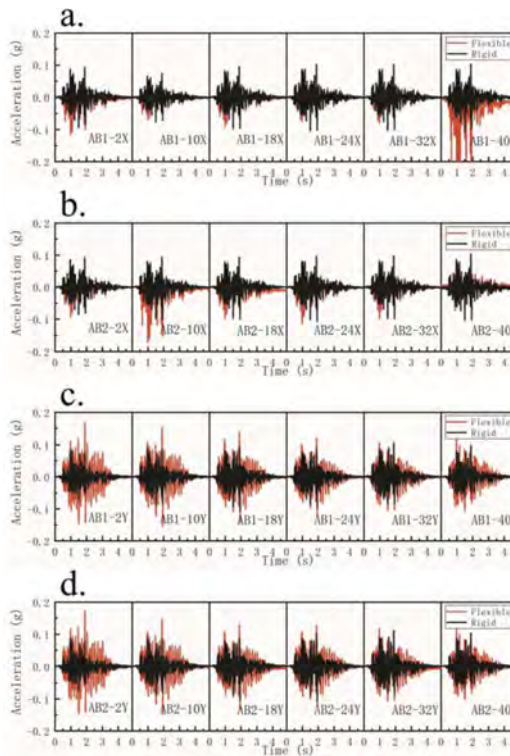 a.
Acceleration (g)
0.2
0.1
0.0
-0.1
-0.2
AB1-2X
AB1-10X
AB1-18X
AB1-24X
AB1-32X
AB1-40
Flexible
Rigid
0 1 2 3 4 0 1 2 3 4 0 1 2 3 4 0 1 2 3 4 0 1 2 3 4 0 1 2 3 4
Time (s)
b.
Acceleration (g)
0.2
0.1
0.0
-0.1
-0.2
AB2-2X
AB2-10X
AB2-18X
AB2-24X
AB2-32X
AB2-40
Flexible
Rigid
0 1 2 3 4 0 1 2 3 4 0 1 2 3 4 0 1 2 3 4 0 1 2 3 4 0 1 2 3 4
Time (s)
c.
Acceleration (g)
0.2
0.1
0.0
-0.1
-0.2
AB1-2Y
AB1-10Y
AB1-18Y
AB1-24Y
AB1-32Y
AB1-40
Flexible
Rigid
0 1 2 3 4 0 1 2 3 4 0 1 2 3 4 0 1 2 3 4 0 1 2 3 4 0 1 2 3 4
Time (s)
d.
Acceleration (g)
0.2
0.1
0.0
-0.1
-0.2
AB2-2Y
AB2-10Y
AB2-18Y
AB2-24Y
AB2-32Y
AB2-40
Flexible
Rigid
0 1 2 3 4 0 1 2 3 4 0 1 2 3 4 0 1 2 3 4 0 1 2 3 4 0 1 2 3 4
Time (s)